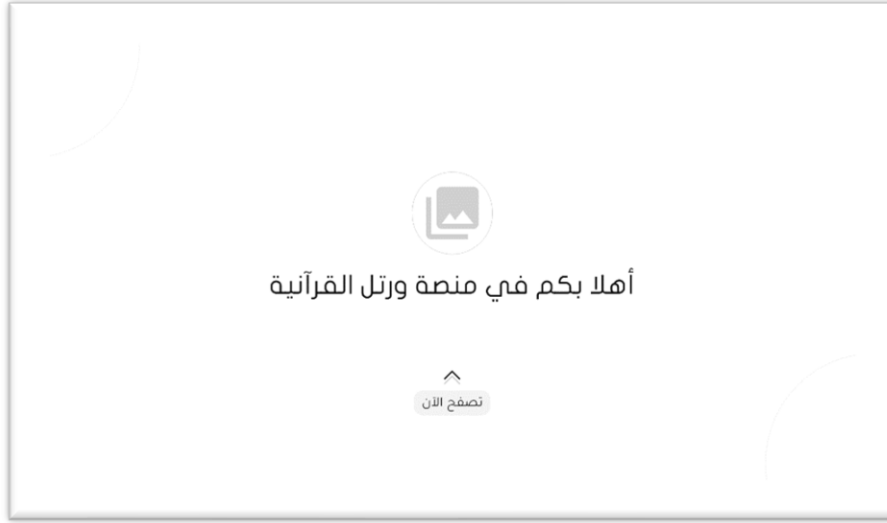 أهلا بكم في منصة ورتل القرآنية
تصفح الآن